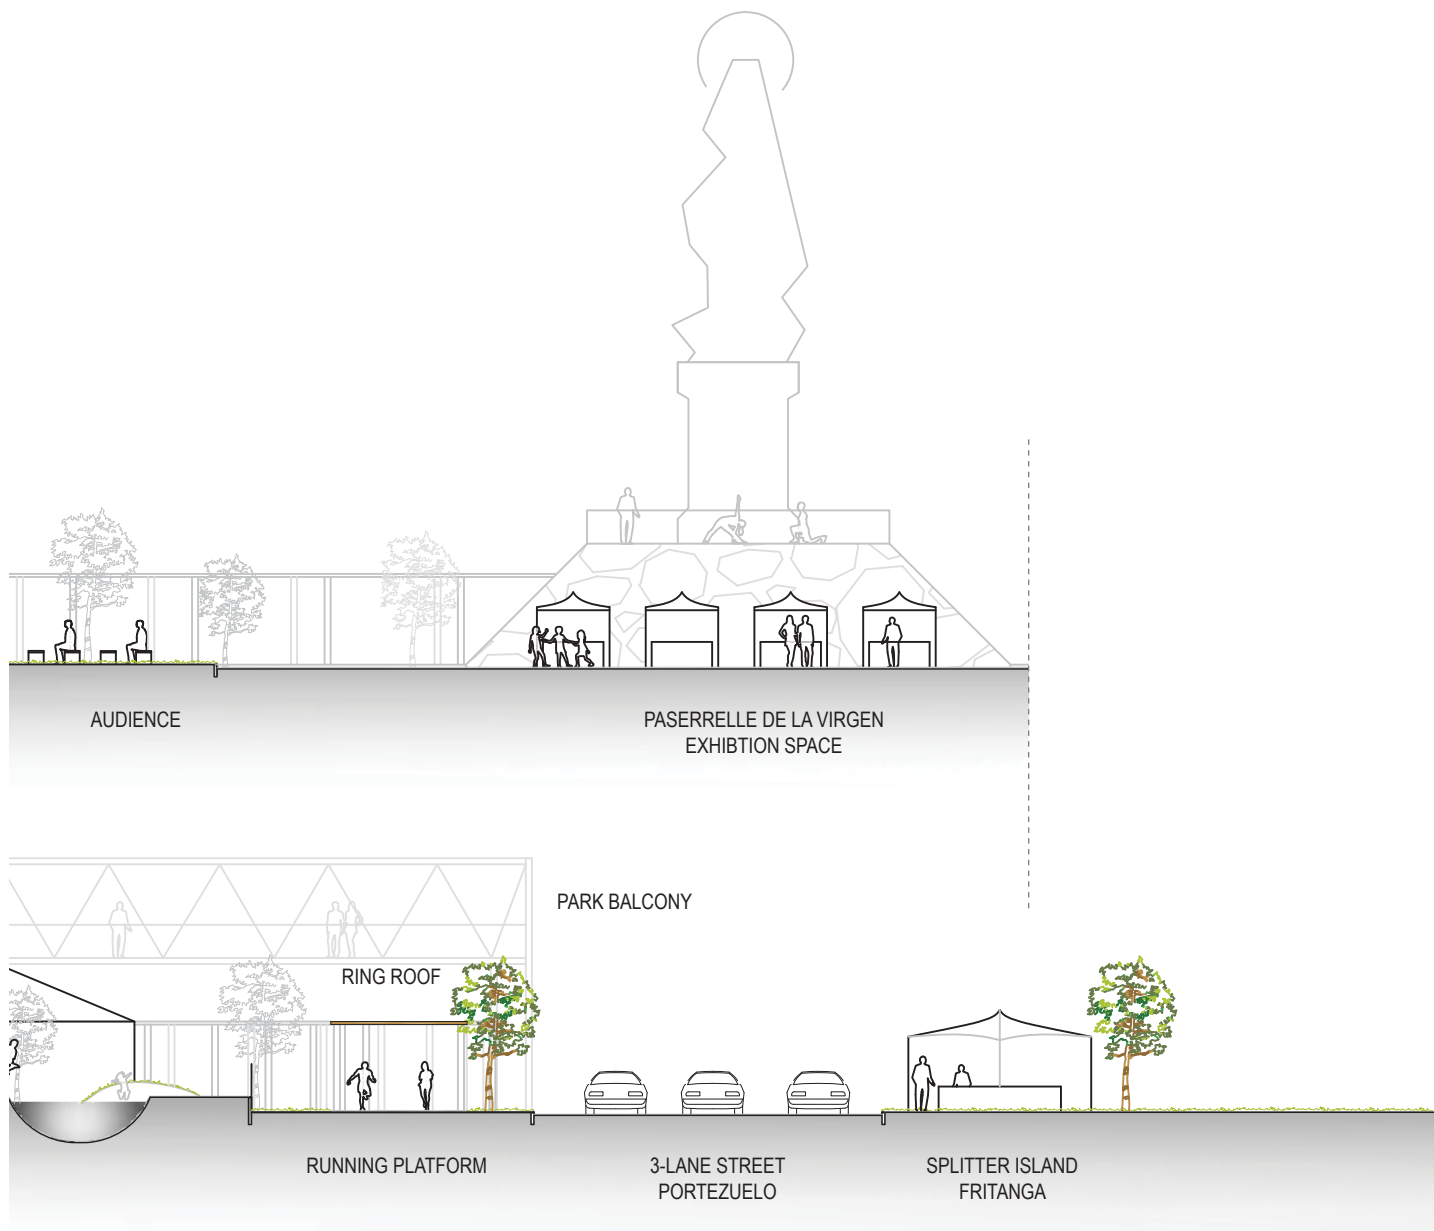 AUDIENCE
PASERRELLE DE LA VIRGEN
EXHIBTION SPACE
PARK BALCONY
RING ROOF
RUNNING PLATFORM
3-LANE STREET
PORTEZUELO
SPLITTER ISLAND
FRITANGA